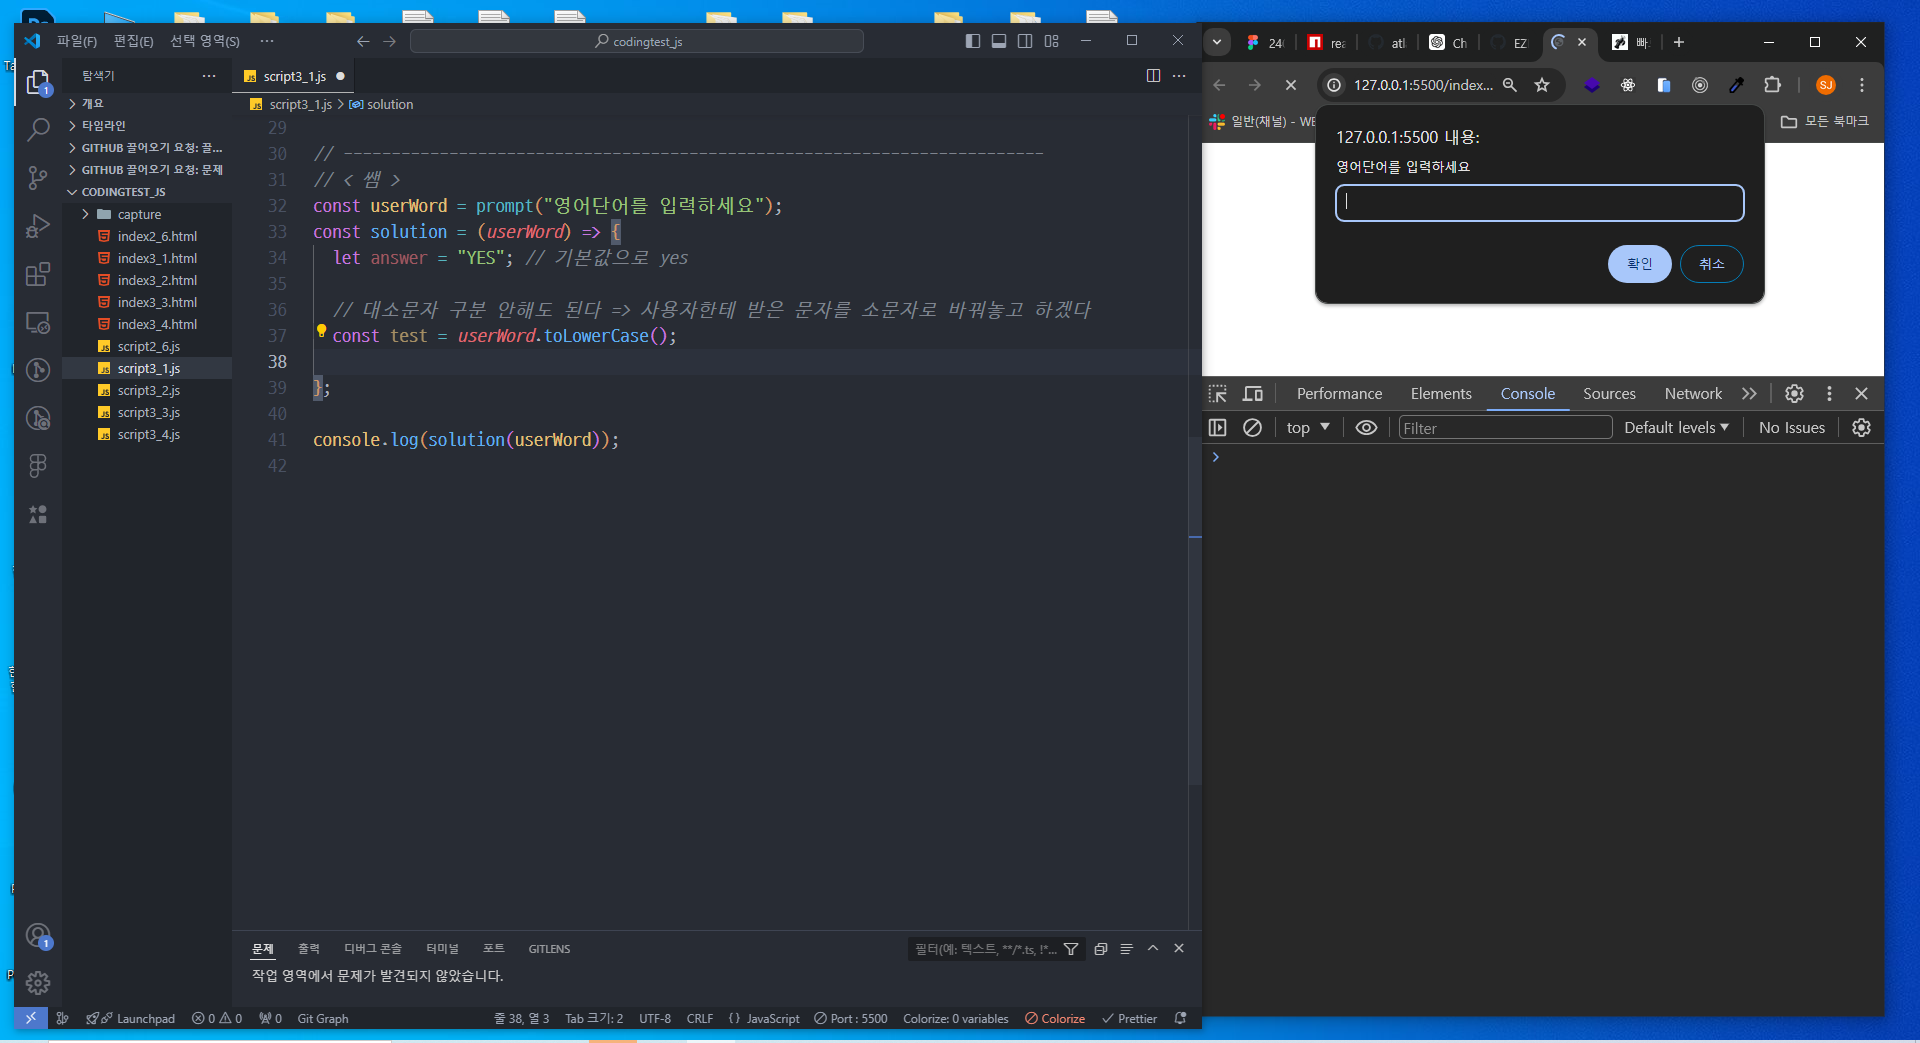 파일(F) 편집(E) 선택 영역(S) ···
codingtest_js
탐색기
개요
타임라인
GITHUB 끌어오기 요청: 끌...
GITHUB 끌어오기 요청: 문제
CODINGTEST_JS
capture
index2_6.html
index3_1.html
index3_2.html
index3_3.html
index3_4.html
script2_6.js
script3_1.js
script3_2.js
script3_3.js
script3_4.js
script3_1.js
script3_1.js > solution
29
30 // -------------------------------------------------------------------------
31 // < 쌤 >
32 const userWord = prompt("영어단어를 입력하세요");
33 const solution = (userWord) => {
34 let answer = "YES"; // 기본값으로 yes
35
36 // 대소문자 구분 안해도 된다 => 사용자한테 받은 문자를 소문자로 바꿔놓고 하겠다
37 const test = userWord.toLowerCase();
38
39 };
40
41 console.log(solution(userWord));
42
문제 출력 디버그 콘솔 터미널 포트 GITLENS
필터(예: 텍스트, **/*.ts, !*...
작업 영역에서 문제가 발견되지 않았습니다.
Launchpad 0 0 0 Git Graph 줄 38, 열 3 Tab 크기: 2 UTF-8 CRLF {} JavaScript Port : 5500 Colorize: 0 variables Colorize Prettier
1
1
24 rea atl Ch EZ 빠
127.0.0.1:5500/index... SJ
일반(채널) - WE 모든 북마크
127.0.0.1:5500 내용:
영어단어를 입력하세요
확인 취소
Performance Elements Console Sources Network
top Filter Default levels No Issues